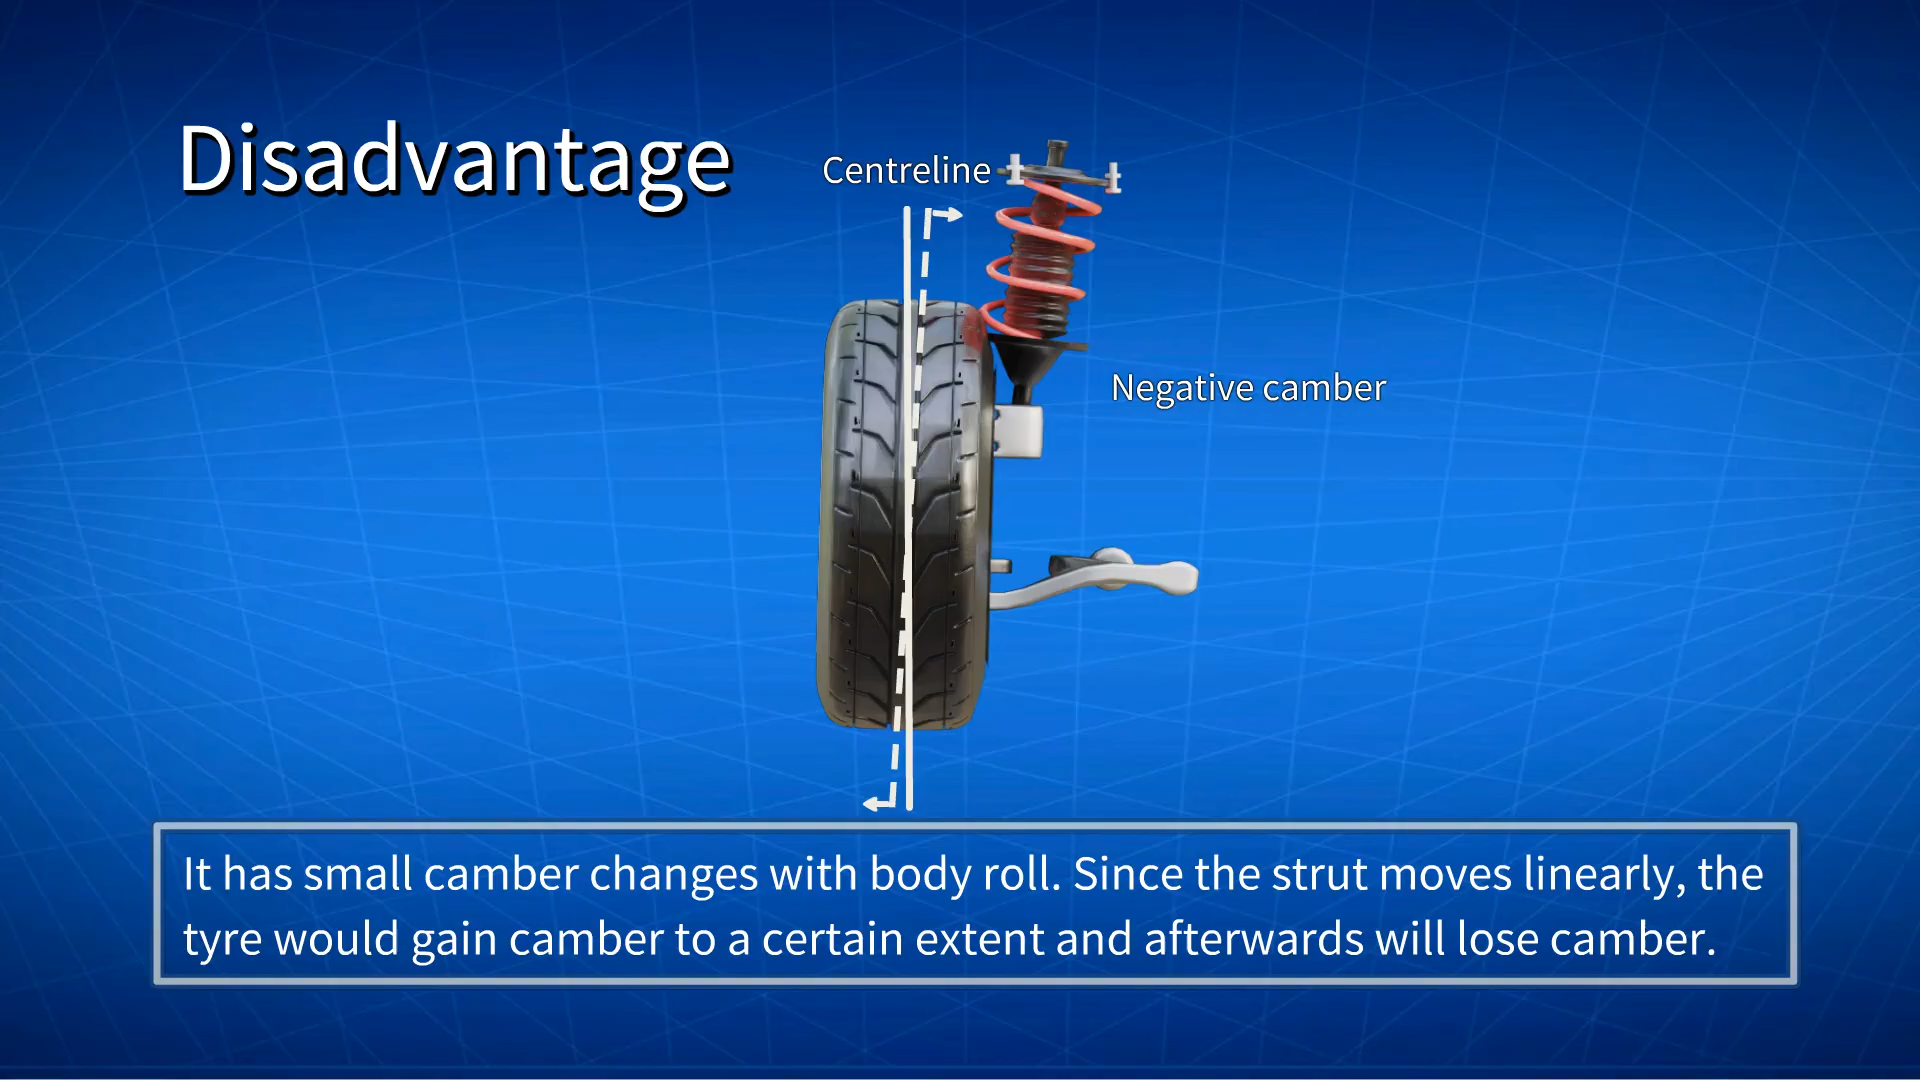 Disadvantage
Centreline
Negative camber
It has small camber changes with body roll. Since the strut moves linearly, the
tyre would gain camber to a certain extent and afterwards will lose camber.